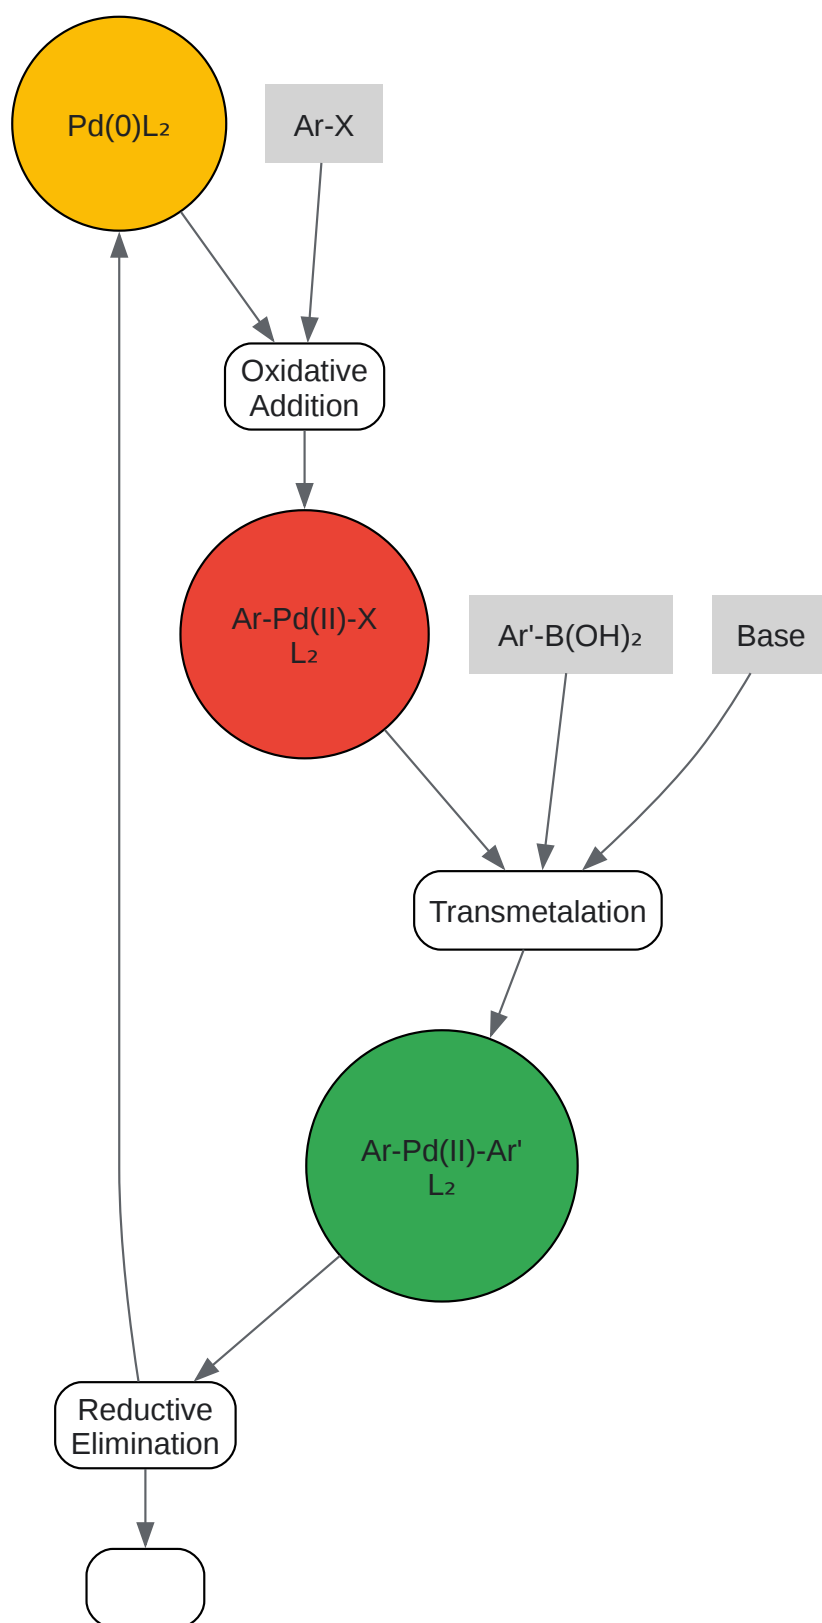 Pd(0)L₂
Ar-X
Oxidative
Addition
Ar-Pd(II)-X
L₂
Ar'-B(OH)₂
Base
Transmetalation
Ar-Pd(II)-Ar'
L₂
Reductive
Elimination